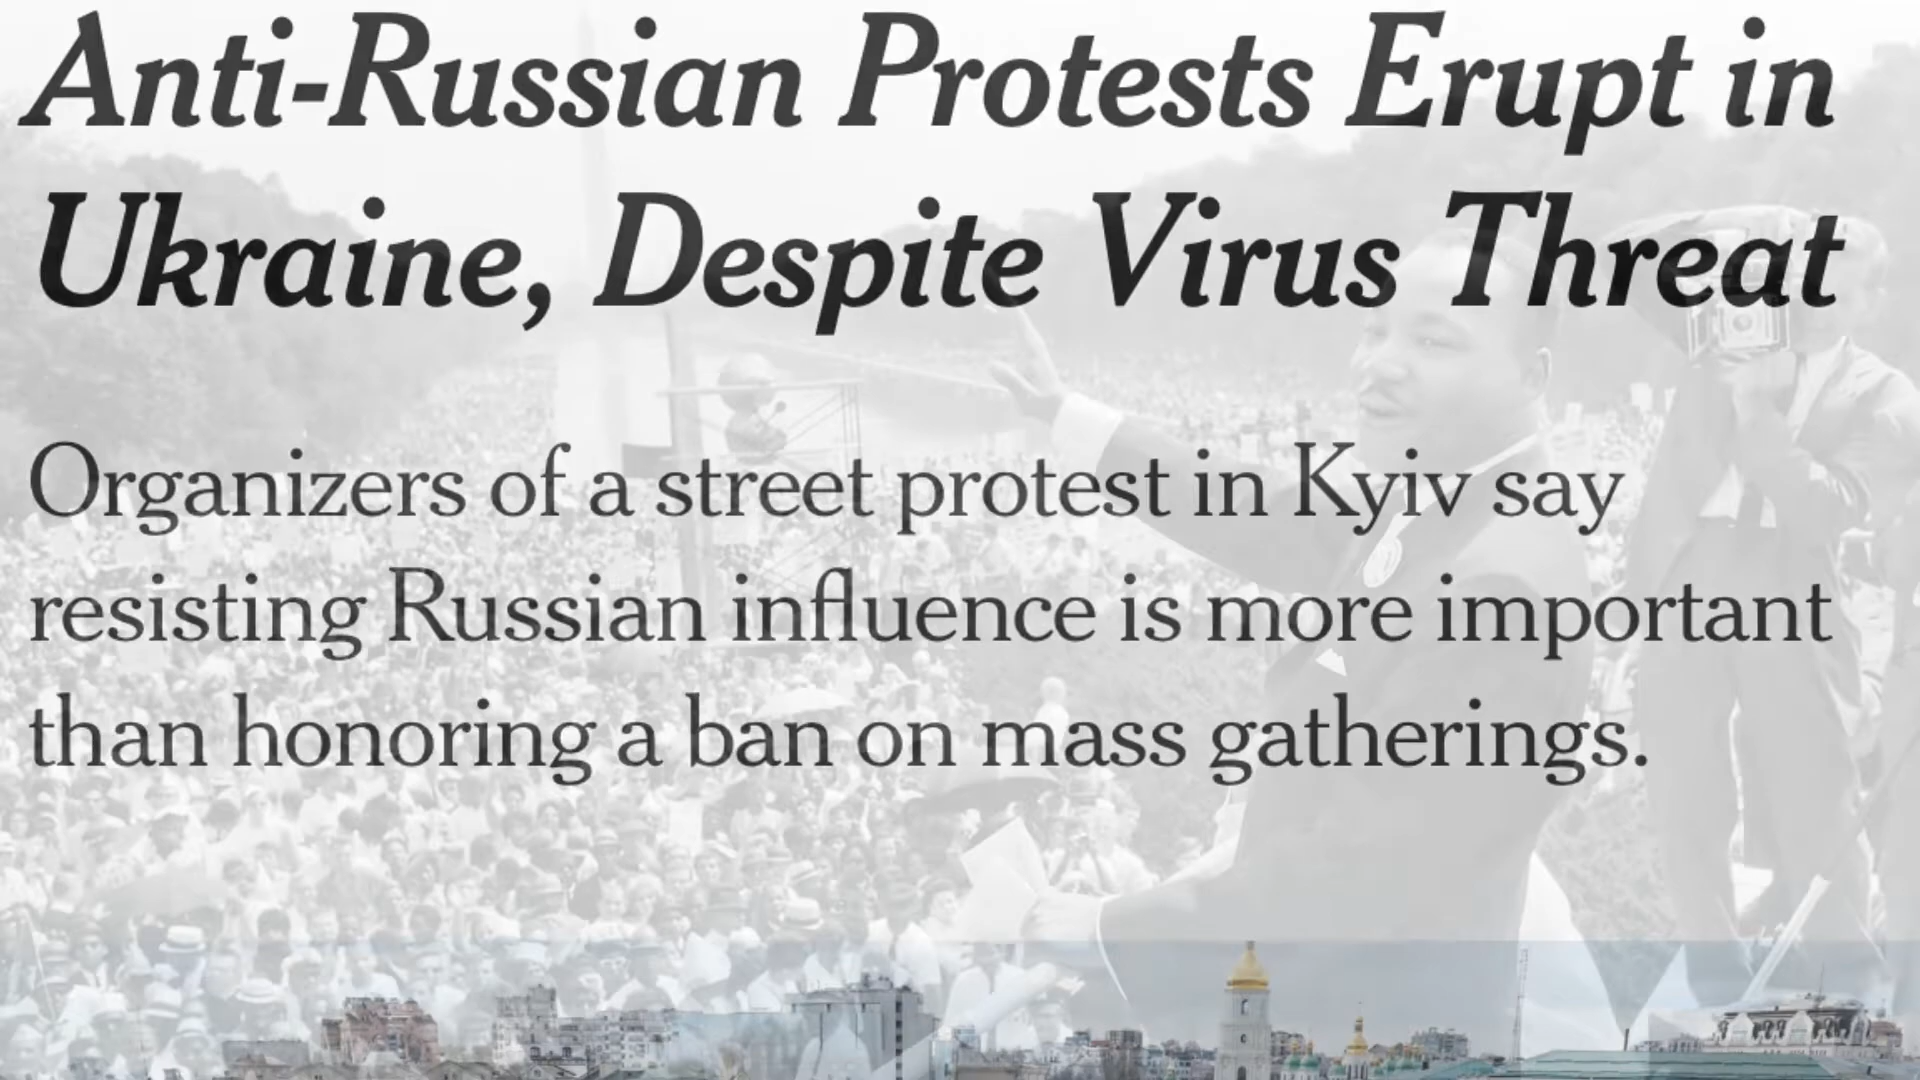 Anti-Russian Protests Erupt in
Ukraine, Despite Virus Threat
Organizers of a street protest in Kyiv say
resisting Russian influence is more important
than honoring a ban on mass gatherings.